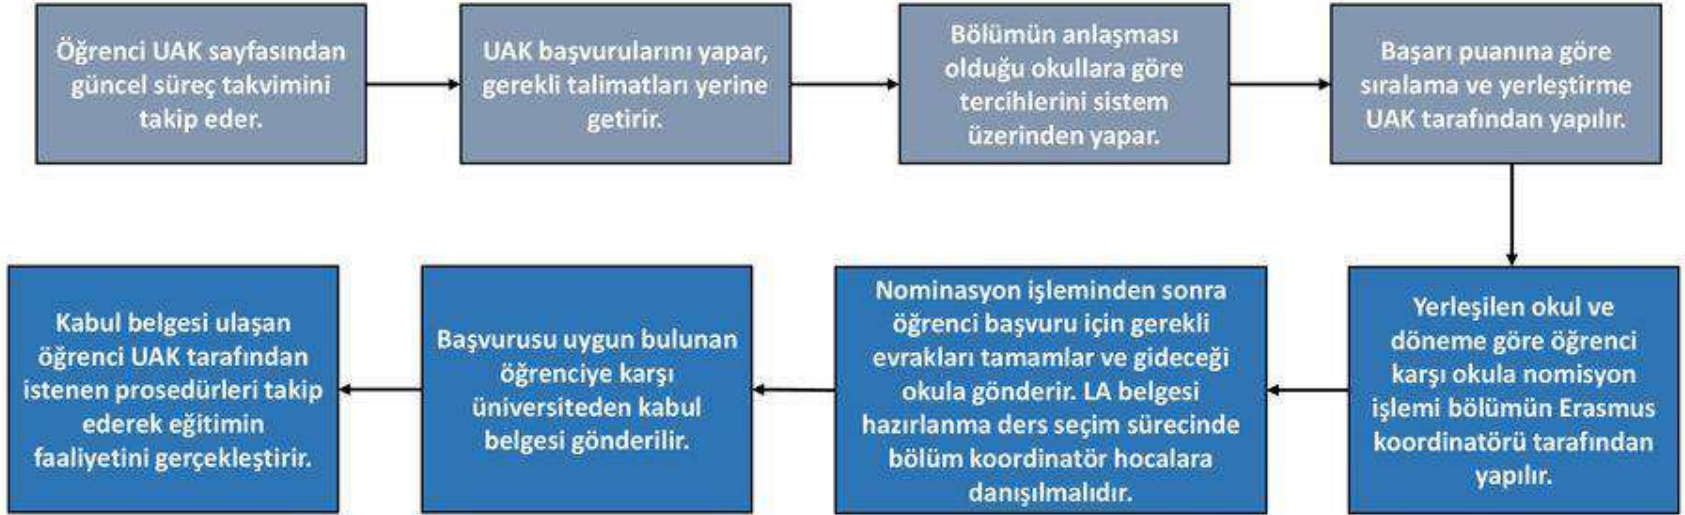 Öğrenci UAK sayfasından
güncel süreç takvimini
takip eder.
UAK başvurularını yapar,
gerekli talimatları yerine
getirir.
Bölümün anlaşması
olduğu okullara göre
tercihlerini sistem
üzerinden yapar.
Başarı puanına göre
sıralama ve yerleştirme
UAK tarafından yapılır.
Yerleşilen okul ve
döneme göre öğrenci
karşı okula nomisyon
işlemi bölümün Erasmus
koordinatörü tarafından
yapılır.
Nominasyon işleminden sonra
öğrenci başvuru için gerekli
evrakları tamamlar ve gideceği
okula gönderir. LA belgesi
hazırlanma ders seçim sürecinde
bölüm koordinatör hocalara
danışılmalıdır.
Başvurusu uygun bulunan
öğrenciye karşı
üniversiteden kabul
belgesi gönderilir.
Kabul belgesi ulaşan
öğrenci UAK tarafından
istenen prosedürleri takip
ederek eğitimin
faaliyetini gerçekleştirir.